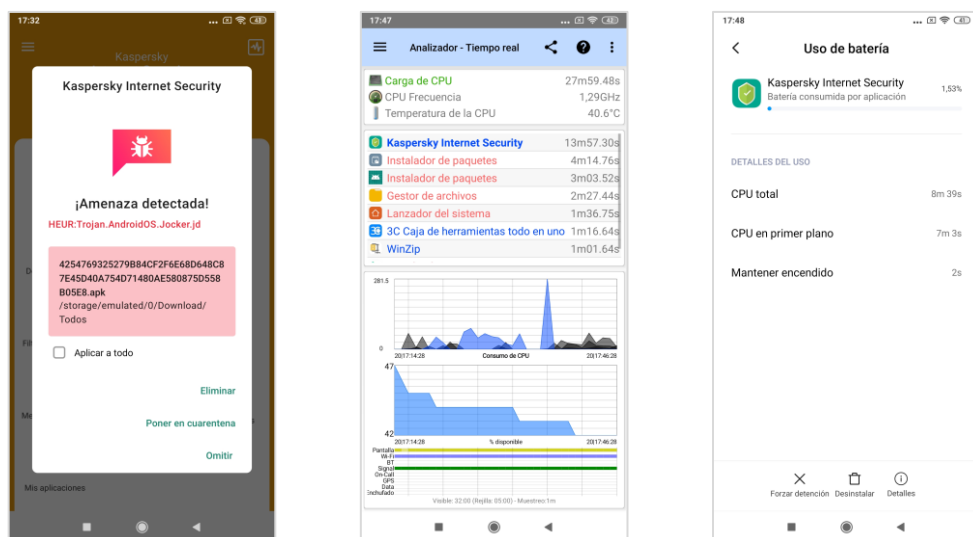 17:32
... 43
Kaspersky
Kaspersky Internet Security
¡Amenaza detectada!
HEUR:Trojan.AndroidOS.Jocker.jd
4254769325279B84CF2F6E68D648C8
7E45D40A754D71480AE580875D558
B05E8.apk
/storage/emulated/0/Download/
Todos
Aplicar a todo
Eliminar
Poner en cuarentena
Omitir
Mis aplicaciones
17:47
... 42
Analizador - Tiempo real
Carga de CPU 27m59.48s
CPU Frecuencia 1,29GHz
Temperatura de la CPU 40.6°C
Kaspersky Internet Security 13m57.30s
Instalador de paquetes 4m14.76s
Instalador de paquetes 3m03.52s
Gestor de archivos 2m27.44s
Lanzador del sistema 1m36.75s
3C Caja de herramientas todo en uno 1m16.64s
WinZip 1m01.64s
281.5
0
20|17:14:28 Consumo de CPU 20|17:46:28
47
42
20|17:14:28 % disponible 20|17:46:28
Pantalla
Wi-Fi
BT
Signal
On-Call
GPS
Data
Enchufado
Visible: 32:00 (Rejilla: 05:00) - Muestreo:1m
17:48
... 41
Uso de batería
Kaspersky Internet Security
Batería consumida por aplicación
1,53%
DETALLES DEL USO
CPU total 8m 39s
CPU en primer plano 7m 3s
Mantener encendido 2s
Forzar detención Desinstalar Detalles